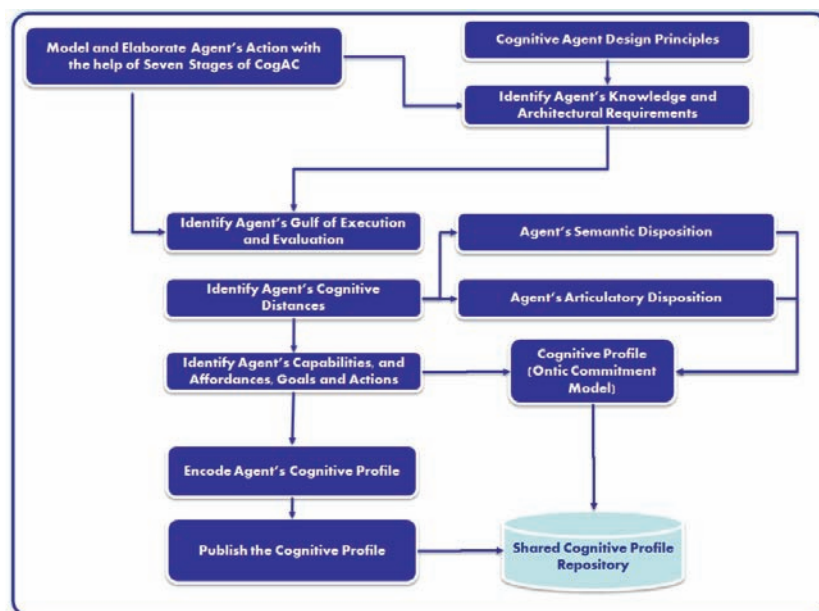 Model and Elaborate Agent's Action with
the help of Seven Stages of CogAC
Cognitive Agent Design Principles
Identify Agent's Knowledge and
Architectural Requirements
Identify Agent's Gulf of Execution
and Evaluation
Agent's Semantic Disposition
Identify Agent's Cognitive
Distances
Agent's Articulatory Disposition
Identify Agent's Capabilities, and
Affordances, Goals and Actions
Cognitive Profile
(Ontic Commitment
Model)
Encode Agent's Cognitive Profile
Publish the Cognitive Profile
Shared Cognitive Profile
Repository